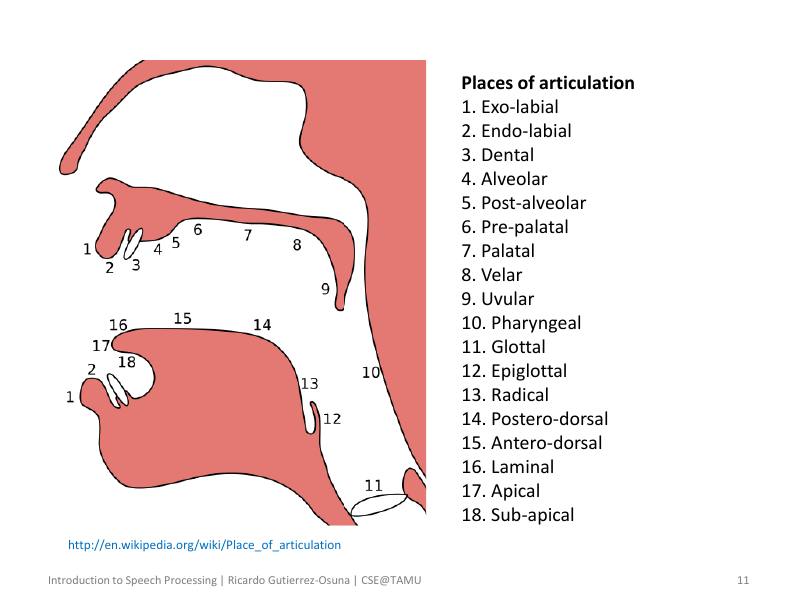 Places of articulation
1. Exo-labial
2. Endo-labial
3. Dental
4. Alveolar
5. Post-alveolar
6. Pre-palatal
7. Palatal
8. Velar
9. Uvular
10. Pharyngeal
11. Glottal
12. Epiglottal
13. Radical
14. Postero-dorsal
15. Antero-dorsal
16. Laminal
17. Apical
18. Sub-apical
1
2
3
4
5
6
7
8
9
16
15
14
17
18
2
1
13
10
12
11
http://en.wikipedia.org/wiki/Place_of_articulation
Introduction to Speech Processing | Ricardo Gutierrez-Osuna | CSE@TAMU
11